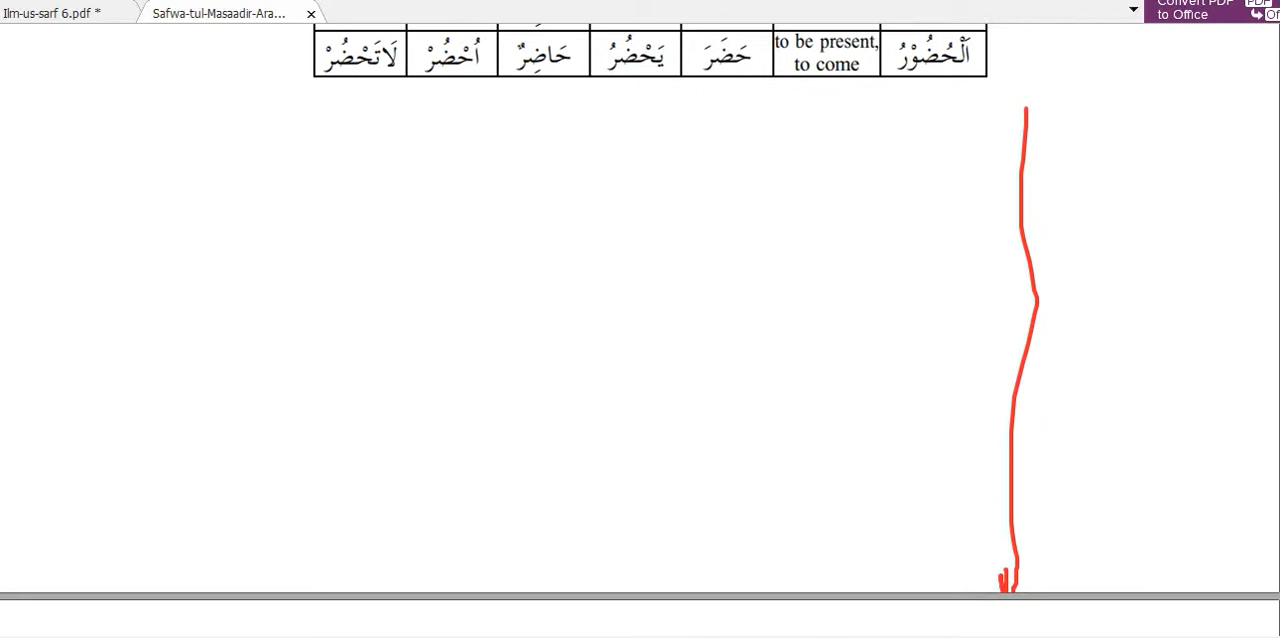 Ilm-us-sarf 6.pdf *
Safwa-tul-Masaadir-Ara...
Convert PDF
to Office
PDF
اَلْحُضُوْرُ
to be present,
to come
حَضَرَ
يَحْضُرُ
حَاضِرٌ
اُحْضُرْ
لَاتَحْضُرْ